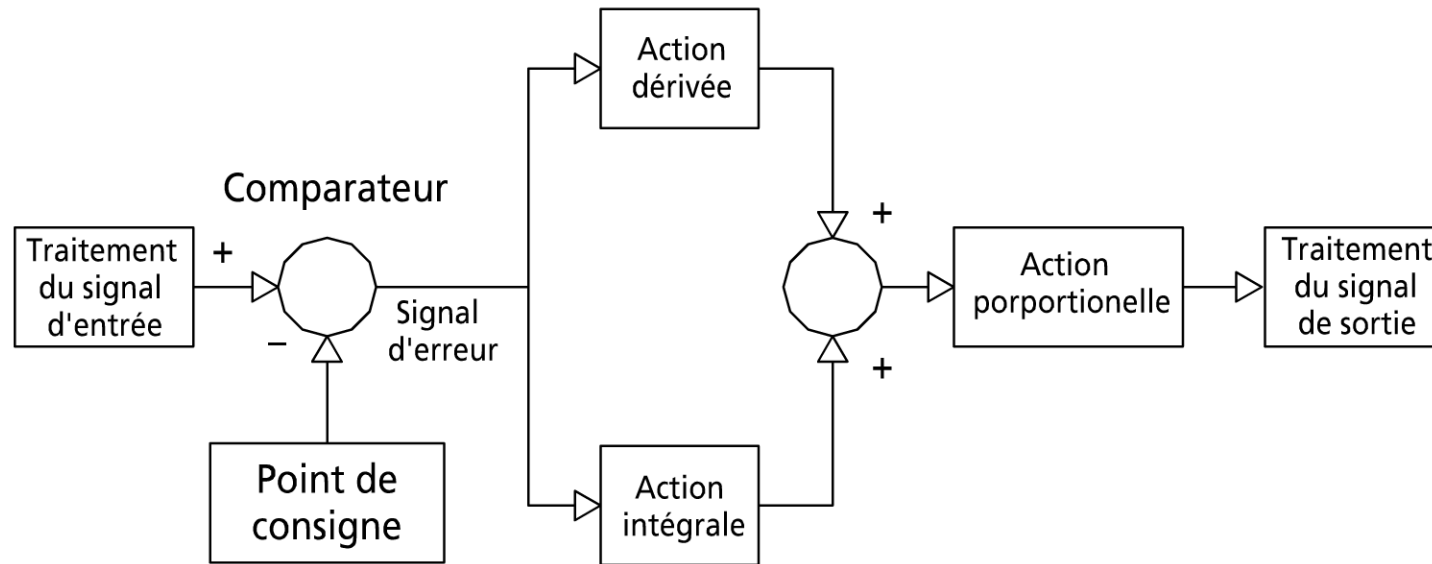 Action
dérivée
Comparateur
Traitement
du signal
d'entrée
+
−
Signal
d'erreur
Point de
consigne
+
+
Action
intégrale
Action
porportionelle
Traitement
du signal
de sortie